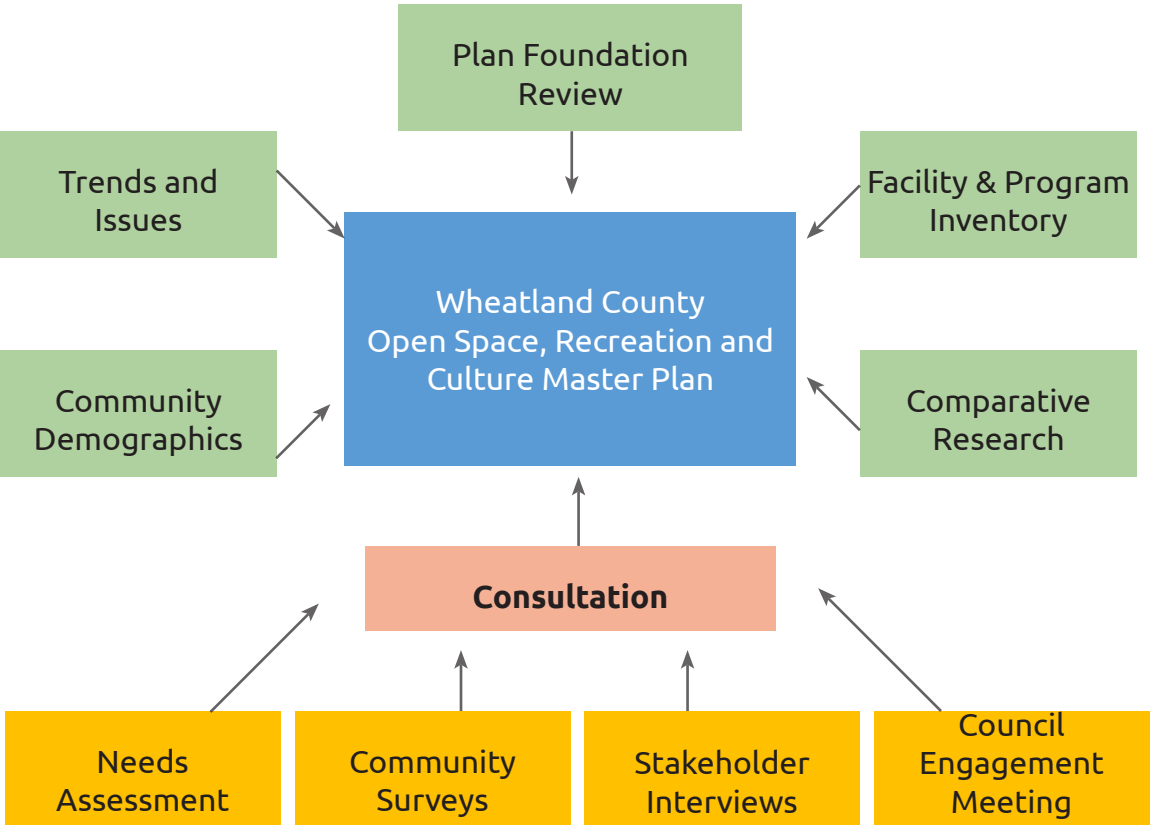 Plan Foundation
Review
Trends and
Issues
Facility & Program
Inventory
Wheatland County
Open Space, Recreation and
Culture Master Plan
Community
Demographics
Comparative
Research
Consultation
Needs
Assessment
Community
Surveys
Stakeholder
Interviews
Council
Engagement
Meeting